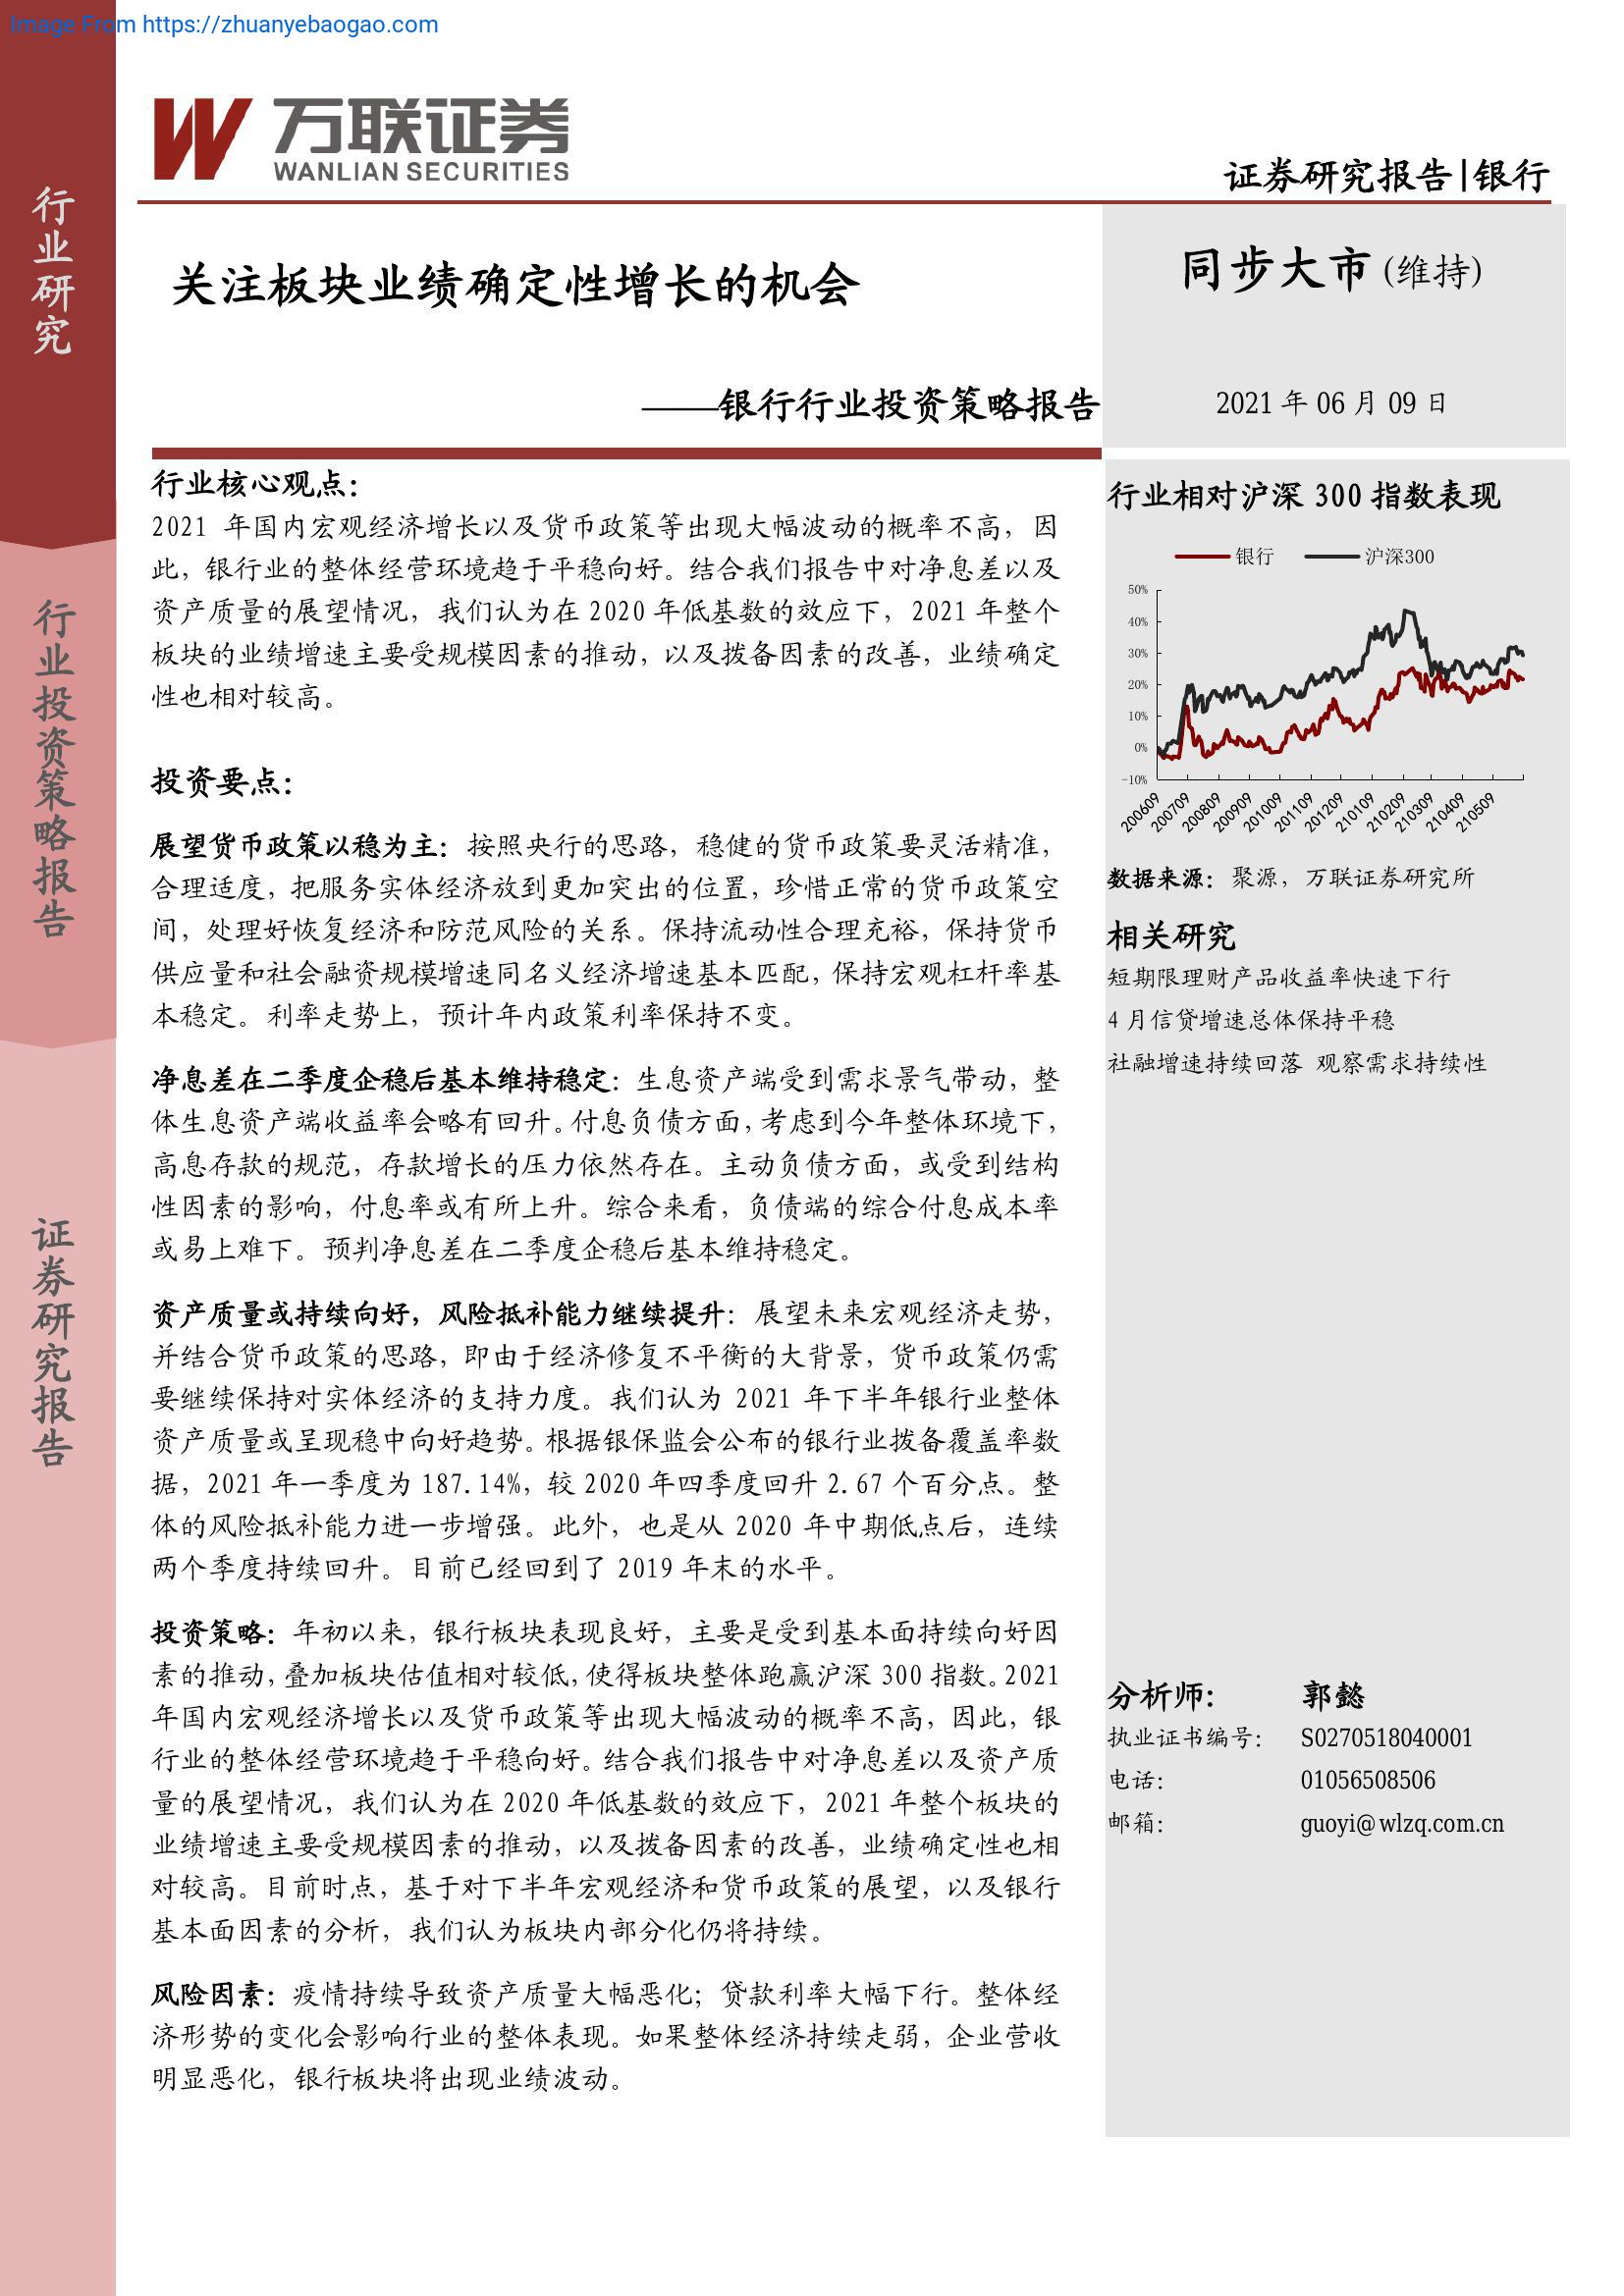 Image From https://zhuanyebaogao.com
万联证券
WANLIAN SECURITIES
证券研究报告|银行
行业研究
行业投资策略报告
证券研究报告
关注板块业绩确定性增长的机会
——银行行业投资策略报告
同步大市(维持)
2021 年 06 月 09 日
行业核心观点：
2021 年国内宏观经济增长以及货币政策等出现大幅波动的概率不高，因
此，银行业的整体经营环境趋于平稳向好。结合我们报告中对净息差以及
资产质量的展望情况，我们认为在 2020 年低基数的效应下，2021 年整个
板块的业绩增速主要受规模因素的推动，以及拨备因素的改善，业绩确定
性也相对较高。
投资要点：
展望货币政策以稳为主：按照央行的思路，稳健的货币政策要灵活精准，
合理适度，把服务实体经济放到更加突出的位置，珍惜正常的货币政策空
间，处理好恢复经济和防范风险的关系。保持流动性合理充裕，保持货币
供应量和社会融资规模增速同名义经济增速基本匹配，保持宏观杠杆率基
本稳定。利率走势上，预计年内政策利率保持不变。
净息差在二季度企稳后基本维持稳定：生息资产端受到需求景气带动，整
体生息资产端收益率会略有回升。付息负债方面，考虑到今年整体环境下，
高息存款的规范，存款增长的压力依然存在。主动负债方面，或受到结构
性因素的影响，付息率或有所上升。综合来看，负债端的综合付息成本率
或易上难下。预判净息差在二季度企稳后基本维持稳定。
资产质量或持续向好，风险抵补能力继续提升：展望未来宏观经济走势，
并结合货币政策的思路，即由于经济修复不平衡的大背景，货币政策仍需
要继续保持对实体经济的支持力度。我们认为 2021 年下半年银行业整体
资产质量或呈现稳中向好趋势。根据银保监会公布的银行业拨备覆盖率数
据，2021 年一季度为 187.14%，较 2020 年四季度回升 2.67 个百分点。整
体的风险抵补能力进一步增强。此外，也是从 2020 年中期低点后，连续
两个季度持续回升。目前已经回到了 2019 年末的水平。
投资策略：年初以来，银行板块表现良好，主要是受到基本面持续向好因
素的推动，叠加板块估值相对较低，使得板块整体跑赢沪深 300 指数。2021
年国内宏观经济增长以及货币政策等出现大幅波动的概率不高，因此，银
行业的整体经营环境趋于平稳向好。结合我们报告中对净息差以及资产质
量的展望情况，我们认为在 2020 年低基数的效应下，2021 年整个板块的
业绩增速主要受规模因素的推动，以及拨备因素的改善，业绩确定性也相
对较高。目前时点，基于对下半年宏观经济和货币政策的展望，以及银行
基本面因素的分析，我们认为板块内部分化仍将持续。
风险因素：疫情持续导致资产质量大幅恶化；贷款利率大幅下行。整体经
济形势的变化会影响行业的整体表现。如果整体经济持续走弱，企业营收
明显恶化，银行板块将出现业绩波动。
行业相对沪深 300 指数表现
银行 沪深300
50%
40%
30%
20%
10%
0%
-10%
200609 200709 200809 200909 201009 201109 201209 210109 210209 210309 210409 210509
数据来源：聚源，万联证券研究所
相关研究
短期限理财产品收益率快速下行
4 月信贷增速总体保持平稳
社融增速持续回落 观察需求持续性
分析师： 郭懿
执业证书编号： S0270518040001
电话： 01056508506
邮箱： guoyi@wlzq.com.cn